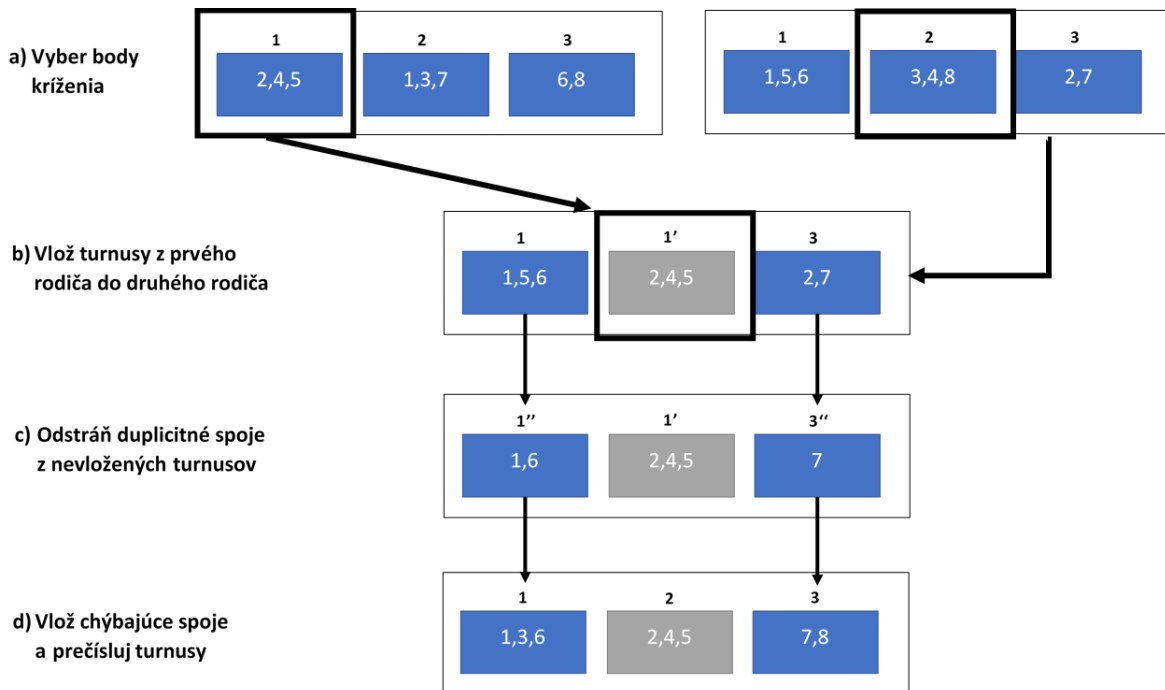 1 2 3
1 2 3
a) Vyber body
kríženia
2,4,5 1,3,7 6,8
1,5,6 3,4,8 2,7
b) Vlož turnusy z prvého
rodiča do druhého rodiča
1 1’ 3
1,5,6 2,4,5 2,7
c) Odstráň duplicitné spoje
z nevložených turnusov
1’’ 1’ 3“
1,6 2,4,5 7
d) Vlož chýbajúce spoje
a prečísluj turnusy
1 2 3
1,3,6 2,4,5 7,8